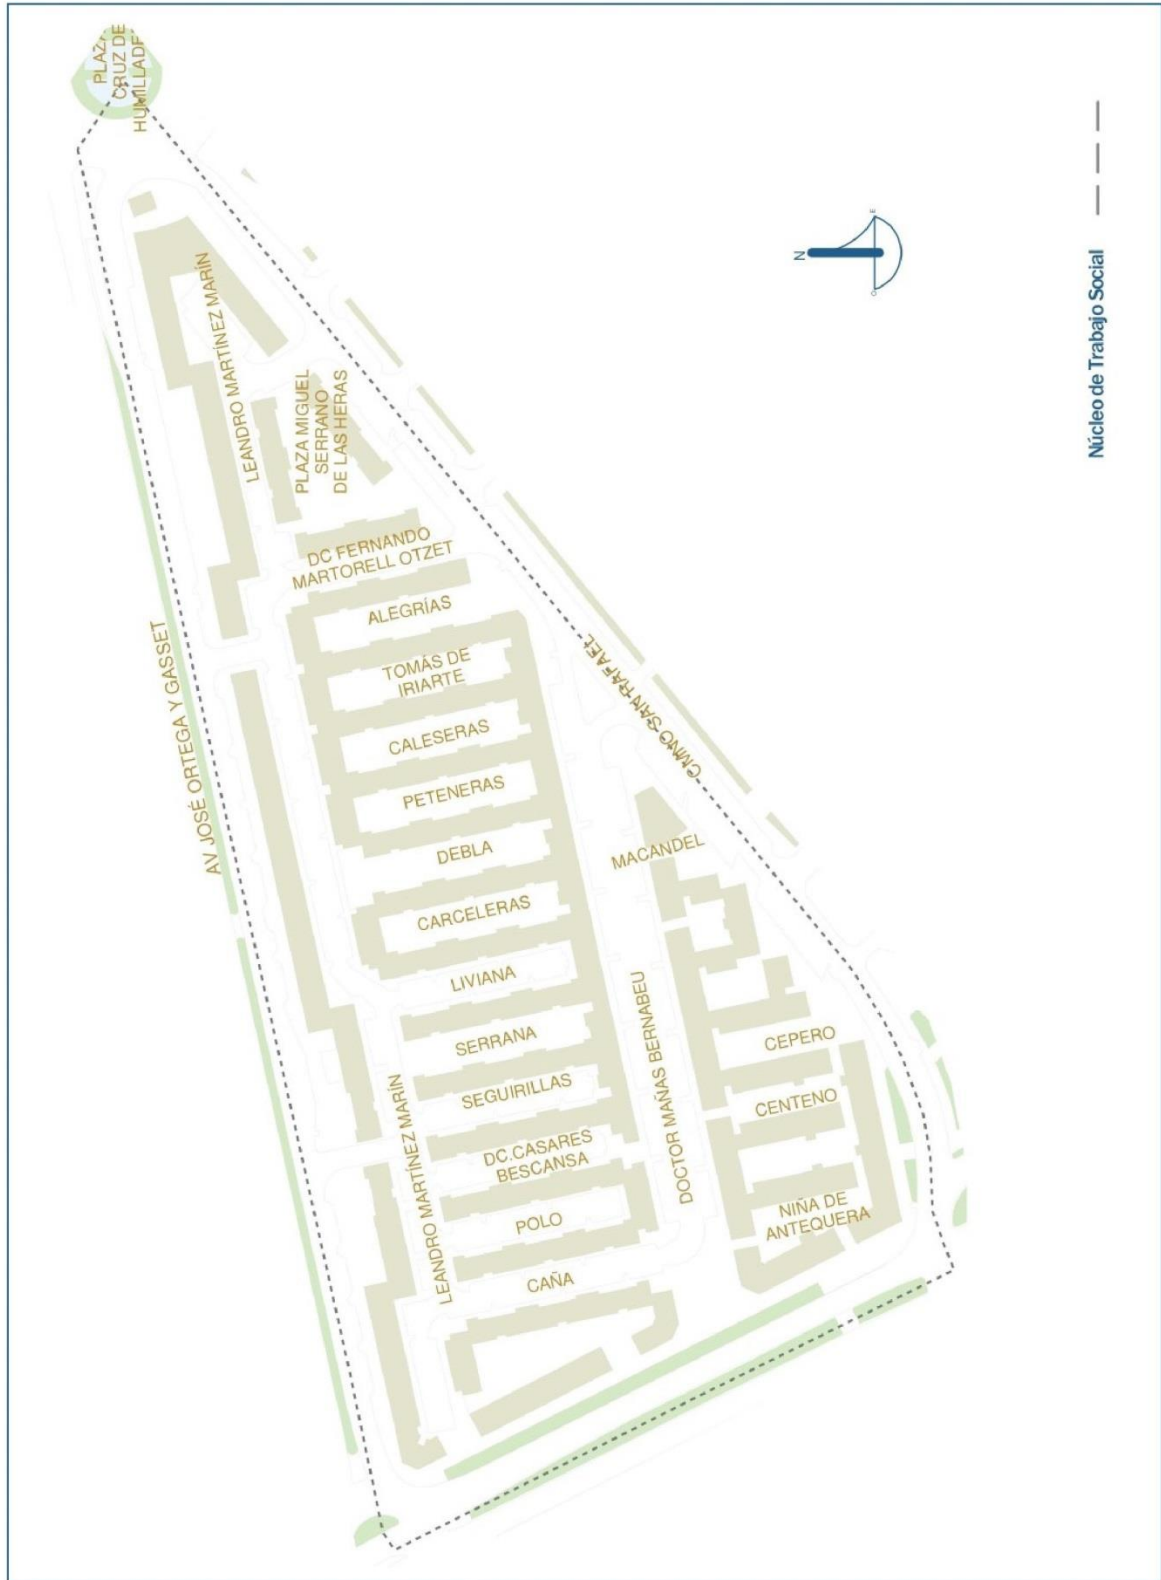 PLAZ
CRUZ DE
HUMILLADE
LEANDRO MARTÍNEZ MARÍN
PLAZA MIGUEL
SERRANO
DE LAS HERAS
DC FERNANDO
MARTORELL OTZET
ALEGRÍAS
TOMÁS DE
IRIARTE
CALESERAS
PETENERAS
DEBLA
CARCELERAS
LIVIANA
SERRANA
SEGUIRILLAS
DC.CASARES
BESCANSA
POLO
CAÑA
AV JOSÉ ORTEGA Y GASSET
LEANDRO MARTÍNEZ MARÍN
CMNO SAN RAFAEL
MACANDEL
DOCTOR MAÑAS BERNABEU
CEPERO
CENTENO
NIÑA DE
ANTEQUERA
N
E
O
Núcleo de Trabajo Social